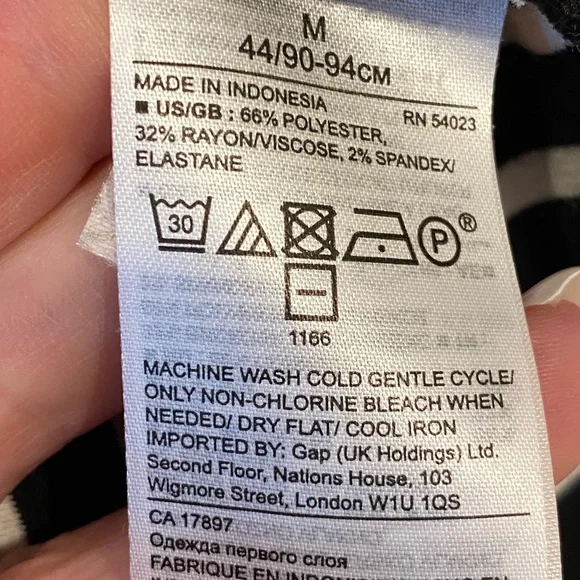 M
44/90-94CM
MADE IN INDONESIA
■ US/GB : 66% POLYESTER, RN 54023
32% RAYON/VISCOSE, 2% SPANDEX/
ELASTANE
30
P ®
1166
MACHINE WASH COLD GENTLE CYCLE/
ONLY NON-CHLORINE BLEACH WHEN
NEEDED/ DRY FLAT/ COOL IRON
IMPORTED BY: Gap (UK Holdings) Ltd.
Second Floor, Nations House, 103
Wigmore Street, London W1U 1QS
CA 17897
Одежда первого слоя
FABRIQUE EN